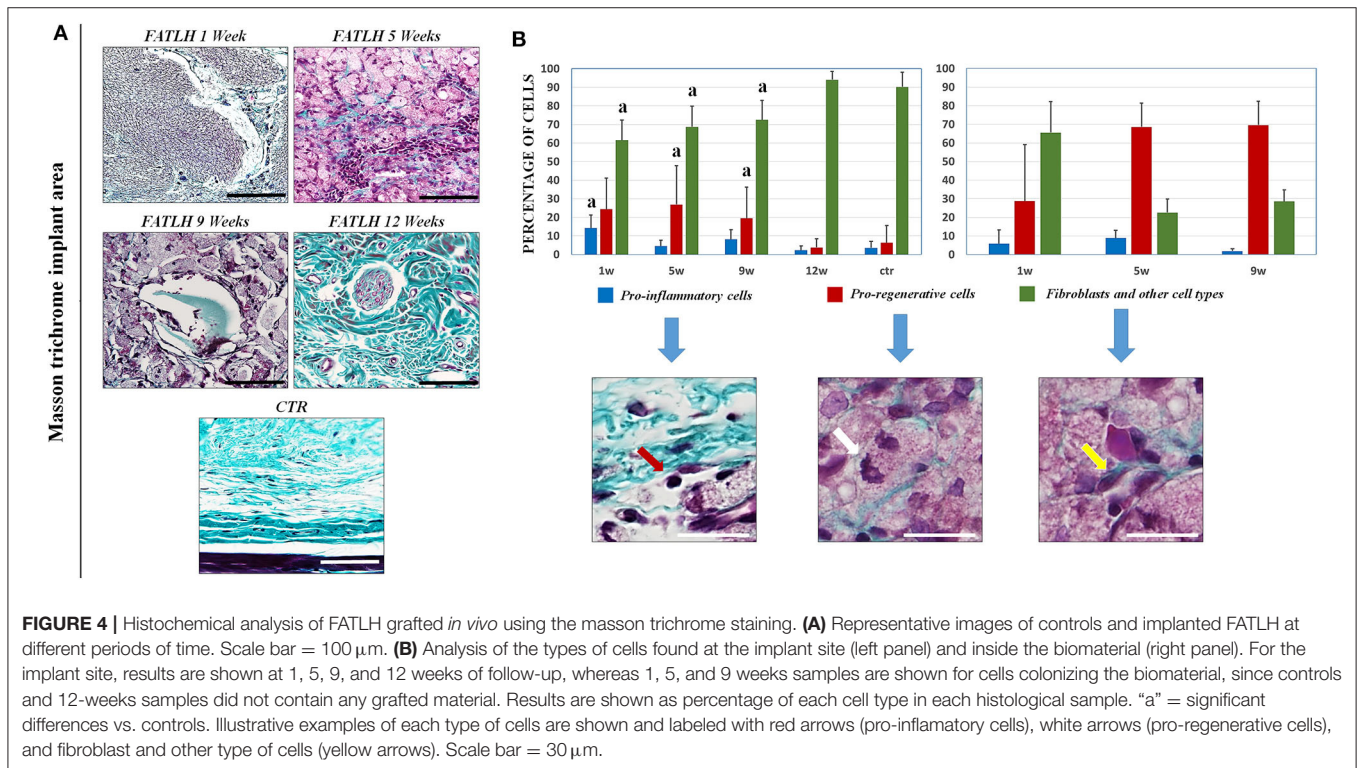 A
FATLH 1 Week
FATLH 5 Weeks
FATLH 9 Weeks
FATLH 12 Weeks
CTR
Masson trichrome implant area
B
PERCENTAGE OF CELLS
100
90
80
70
60
50
40
30
20
10
0
a
a
a
a
a
a
1w
5w
9w
12w
ctr
100
90
80
70
60
50
40
30
20
10
0
1w
5w
9w
Pro-inflammatory cells
Pro-regenerative cells
Fibroblasts and other cell types
FIGURE 4 | Histochemical analysis of FATLH grafted in vivo using the masson trichrome staining. (A) Representative images of controls and implanted FATLH at
different periods of time. Scale bar = 100 μm. (B) Analysis of the types of cells found at the implant site (left panel) and inside the biomaterial (right panel). For the
implant site, results are shown at 1, 5, 9, and 12 weeks of follow-up, whereas 1, 5, and 9 weeks samples are shown for cells colonizing the biomaterial, since controls
and 12-weeks samples did not contain any grafted material. Results are shown as percentage of each cell type in each histological sample. “a” = significant
differences vs. controls. Illustrative examples of each type of cells are shown and labeled with red arrows (pro-inflamatory cells), white arrows (pro-regenerative cells),
and fibroblast and other type of cells (yellow arrows). Scale bar = 30 μm.